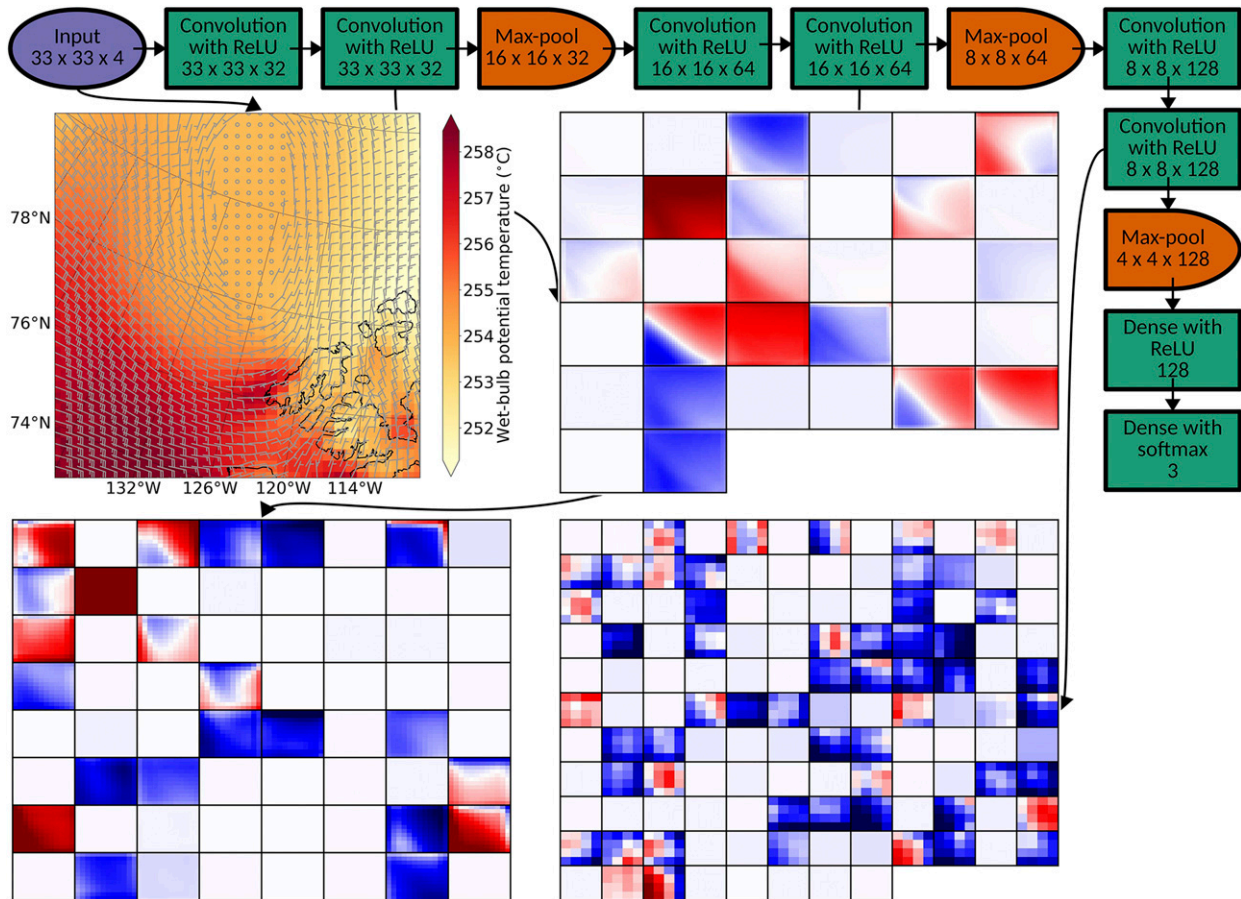 Input
33 x 33 x 4
Convolution
with ReLU
33 x 33 x 32
Convolution
with ReLU
33 x 33 x 32
Max-pool
16 x 16 x 32
Convolution
with ReLU
16 x 16 x 64
Convolution
with ReLU
16 x 16 x 64
Max-pool
8 x 8 x 64
Convolution
with ReLU
8 x 8 x 128
Convolution
with ReLU
8 x 8 x 128
Max-pool
4 x 4 x 128
Dense with
ReLU
128
Dense with
softmax
3
78°N
76°N
74°N
132°W 126°W 120°W 114°W
258
257
256
255
254
253
252
Wet-bulb potential temperature (°C)